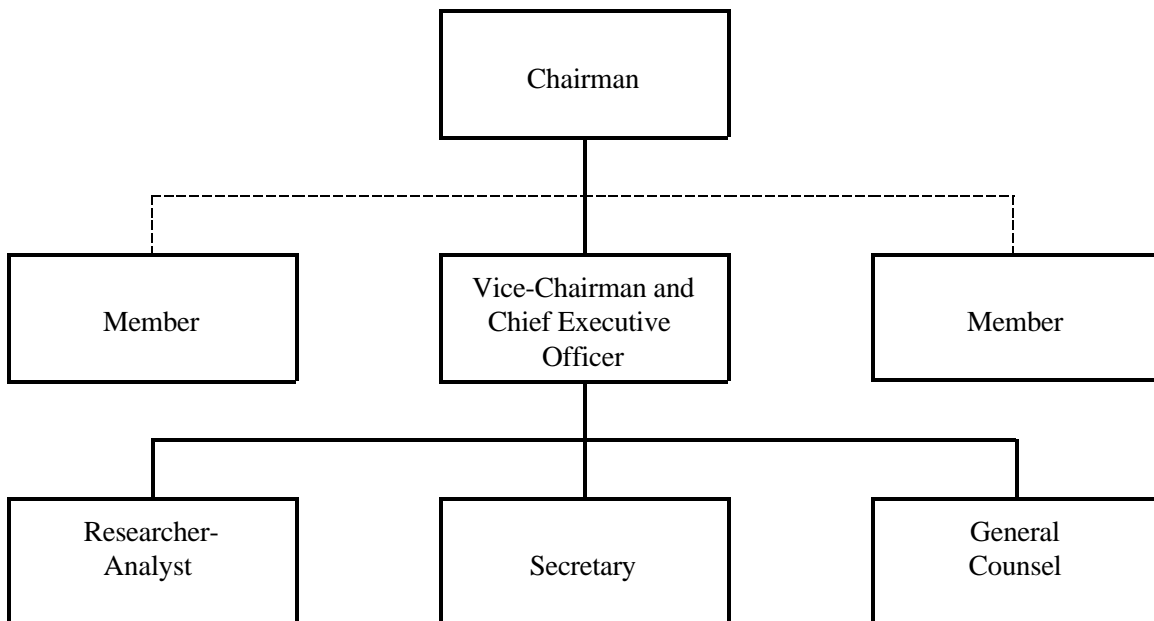 Chairman
Member
Vice-Chairman and
Chief Executive
Officer
Member
Researcher-
Analyst
Secretary
General
Counsel